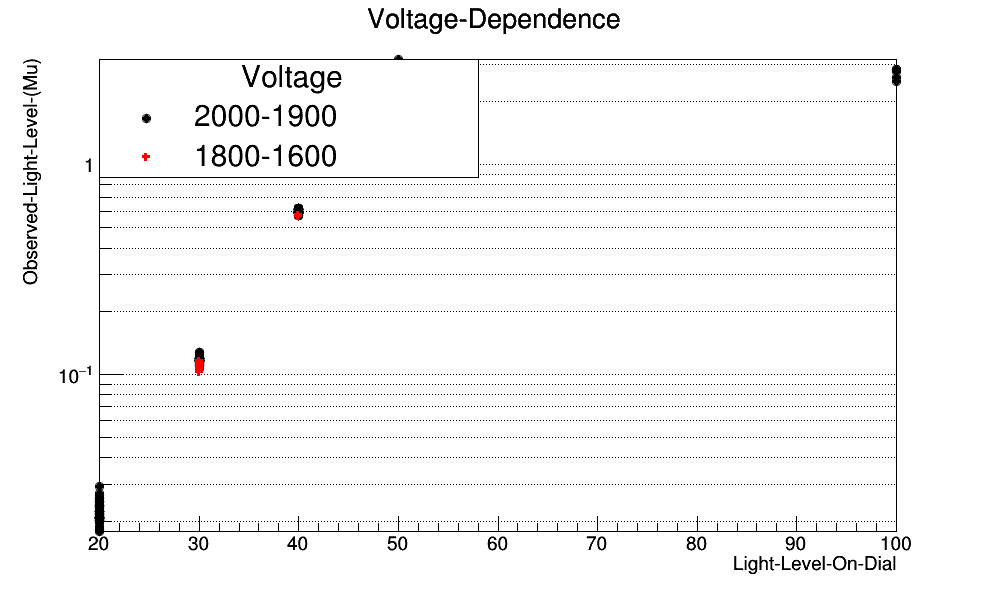 Voltage-Dependence
Observed-Light-Level-(Mu)
Voltage
2000-1900
1800-1600
1
10⁻¹
20 30 40 50 60 70 80 90 100
Light-Level-On-Dial